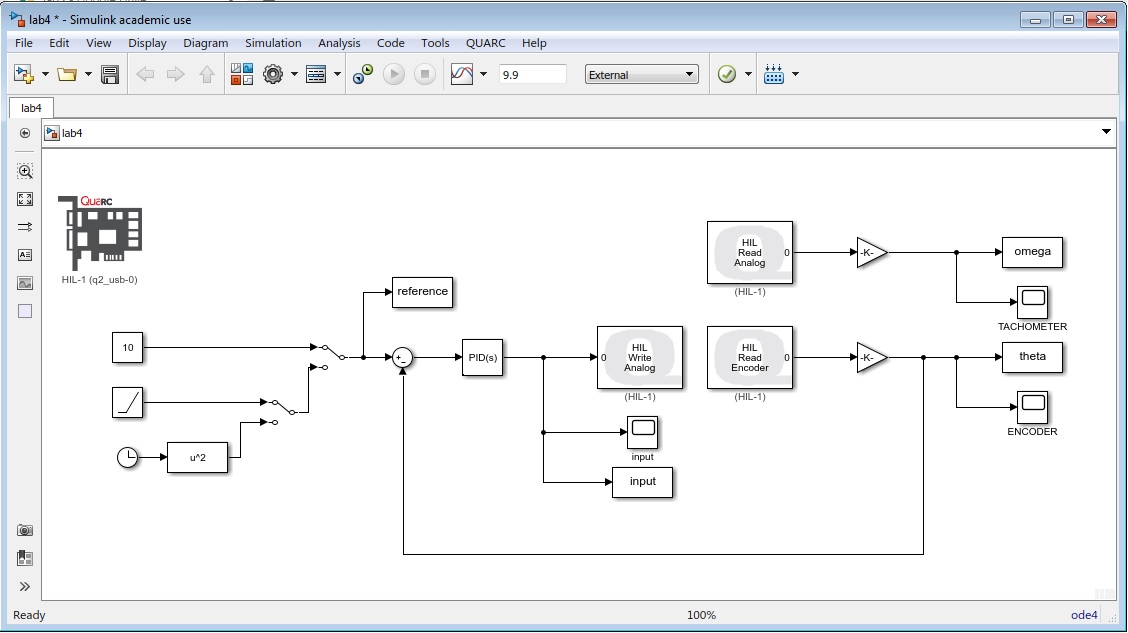 lab4 * - Simulink academic use
File Edit View Display Diagram Simulation Analysis Code Tools QUARC Help
9.9 External
lab4
lab4
QUARC
HIL-1 (q2_usb-0)
HIL
Read
Analog
0
(HIL-1)
-K-
omega
TACHOMETER
reference
10
+
-
PID(s)
0
HIL
Write
Analog
(HIL-1)
HIL
Read
Encoder
0
(HIL-1)
-K-
theta
ENCODER
u^2
input
input
Ready 100% ode4